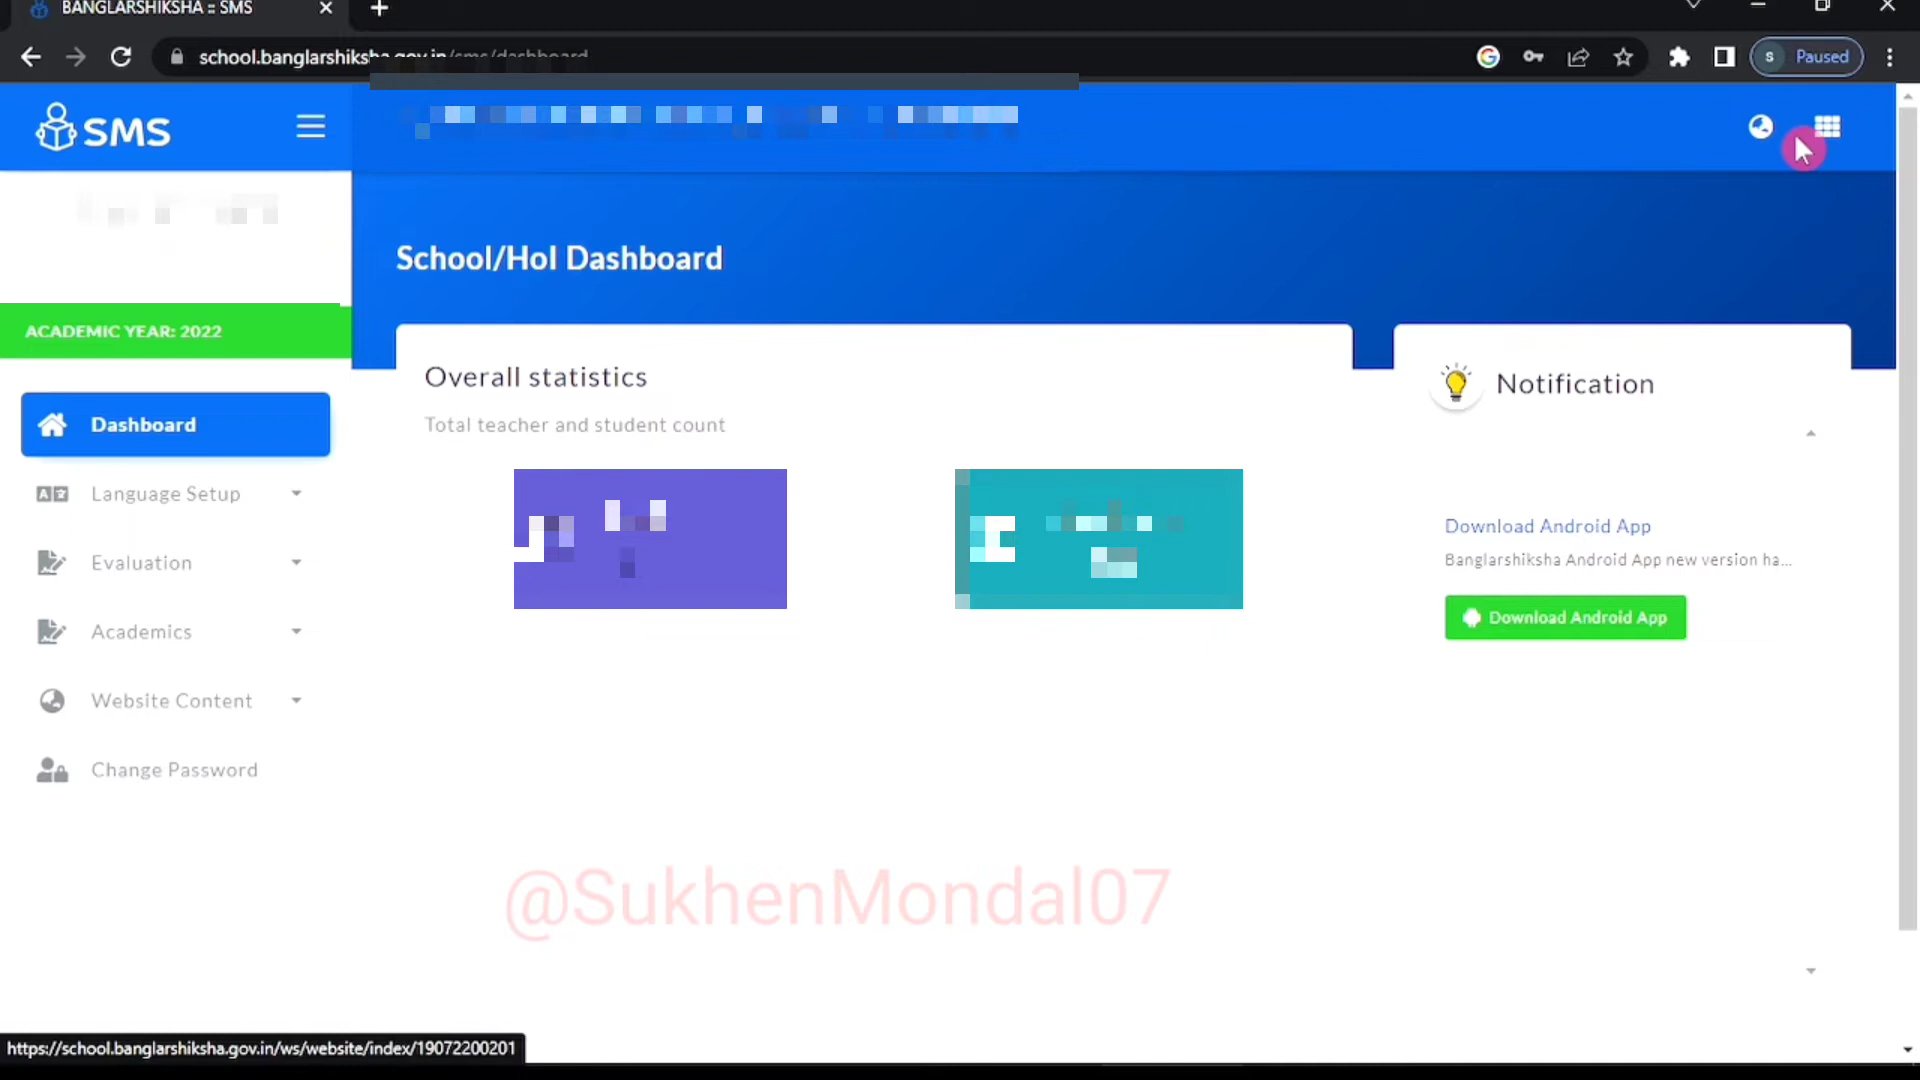 BANGLARSHIKSHA :: SMS
school.banglarshiksha.gov.in/sms/dashboard
S Paused
SMS
School/HoI Dashboard
ACADEMIC YEAR: 2022
Dashboard
Language Setup
Evaluation
Academics
Website Content
Change Password
Overall statistics
Total teacher and student count
Notification
Download Android App
Banglarshiksha Android App new version ha...
Download Android App
@SukhenMondal07
https://school.banglarshiksha.gov.in/ws/website/index/19072200201